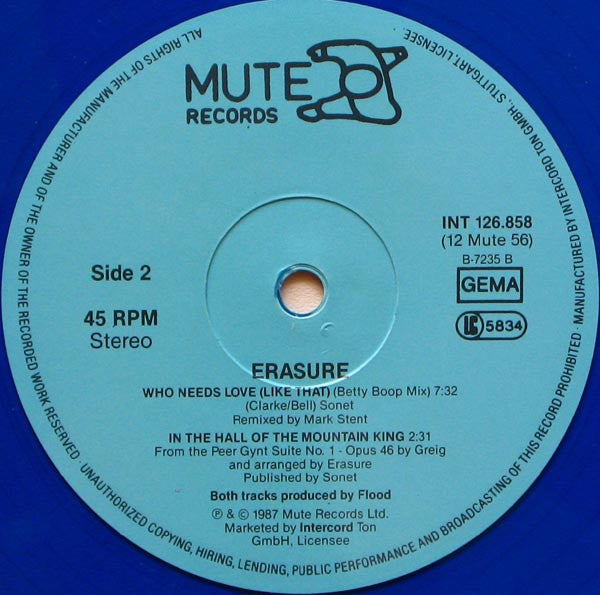 MUTE
RECORDS
INT 126.858
(12 Mute 56)
B-7235 B
GEMA
LC 5834
Side 2
45 RPM
Stereo
ERASURE
WHO NEEDS LOVE (LIKE THAT) (Betty Boop Mix) 7:32
(Clarke/Bell) Sonet
Remixed by Mark Stent
IN THE HALL OF THE MOUNTAIN KING 2:31
From the Peer Gynt Suite No. 1 - Opus 46 by Greig
and arranged by Erasure
Published by Sonet
Both tracks produced by Flood
℗ & © 1987 Mute Records Ltd.
Marketed by Intercord Ton
GmbH, Licensee
ALL RIGHTS OF THE MANUFACTURER AND OF THE OWNER OF THE RECORDED WORK RESERVED · UNAUTHORIZED COPYING, HIRING, LENDING, PUBLIC PERFORMANCE AND BROADCASTING OF THIS RECORD PROHIBITED · MANUFACTURED BY INTERCORD TON GMBH., STUTTGART, LICENSEE.